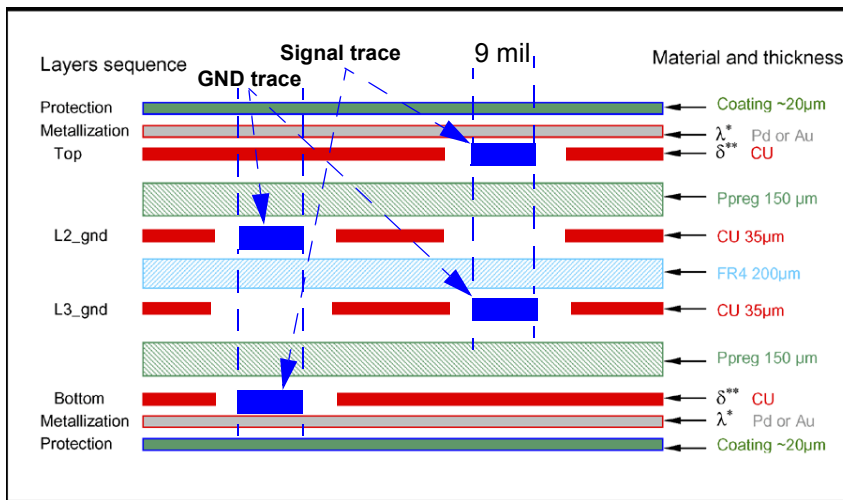 Signal trace
9 mil
Layers sequence
GND trace
Material and thickness
Protection
Coating ~20µm
Metallization
λ* Pd or Au
Top
δ** CU
Ppreg 150 µm
L2_gnd
CU 35µm
FR4 200µm
L3_gnd
CU 35µm
Ppreg 150 µm
Bottom
δ** CU
Metallization
λ* Pd or Au
Protection
Coating ~20µm